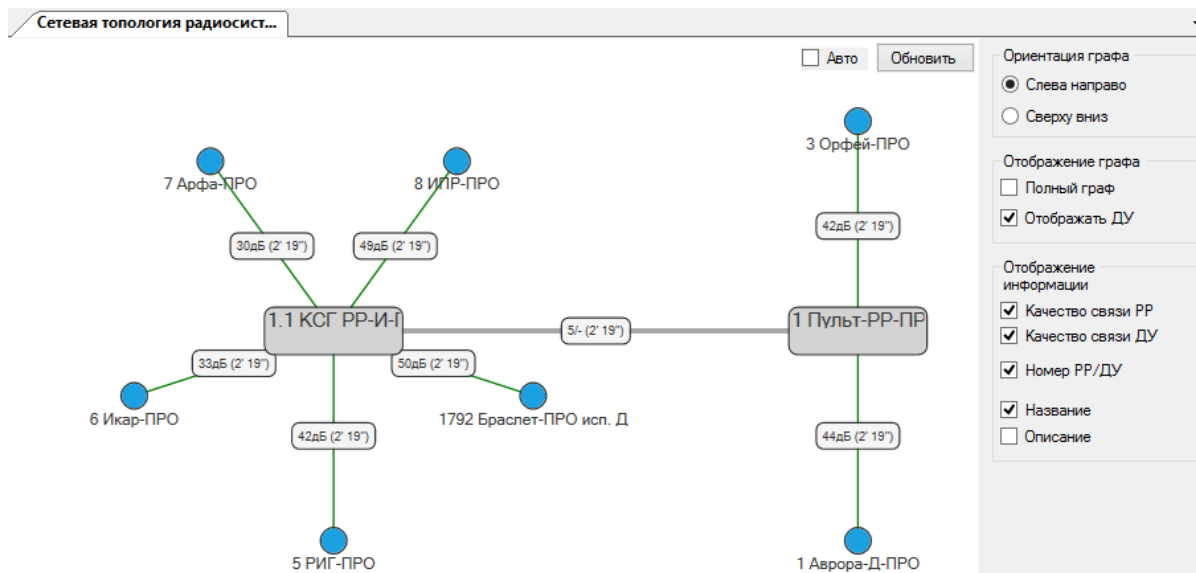 Сетевая топология радиосист...
Авто
Обновить
3 Орфей-ПРО
7 Арфа-ПРО
8 ИПР-ПРО
42дБ (2' 19")
30дБ (2' 19")
49дБ (2' 19")
1.1 КСГ РР-И-П
5/- (2' 19")
1 Пульт-РР-ПР
33дБ (2' 19")
50дБ (2' 19")
6 Икар-ПРО
1792 Браслет-ПРО исп. Д
42дБ (2' 19")
44дБ (2' 19")
5 РИГ-ПРО
1 Аврора-Д-ПРО
Ориентация графа
Слева направо
Сверху вниз
Отображение графа
Полный граф
Отображать ДУ
Отображение
информации
Качество связи РР
Качество связи ДУ
Номер РР/ДУ
Название
Описание